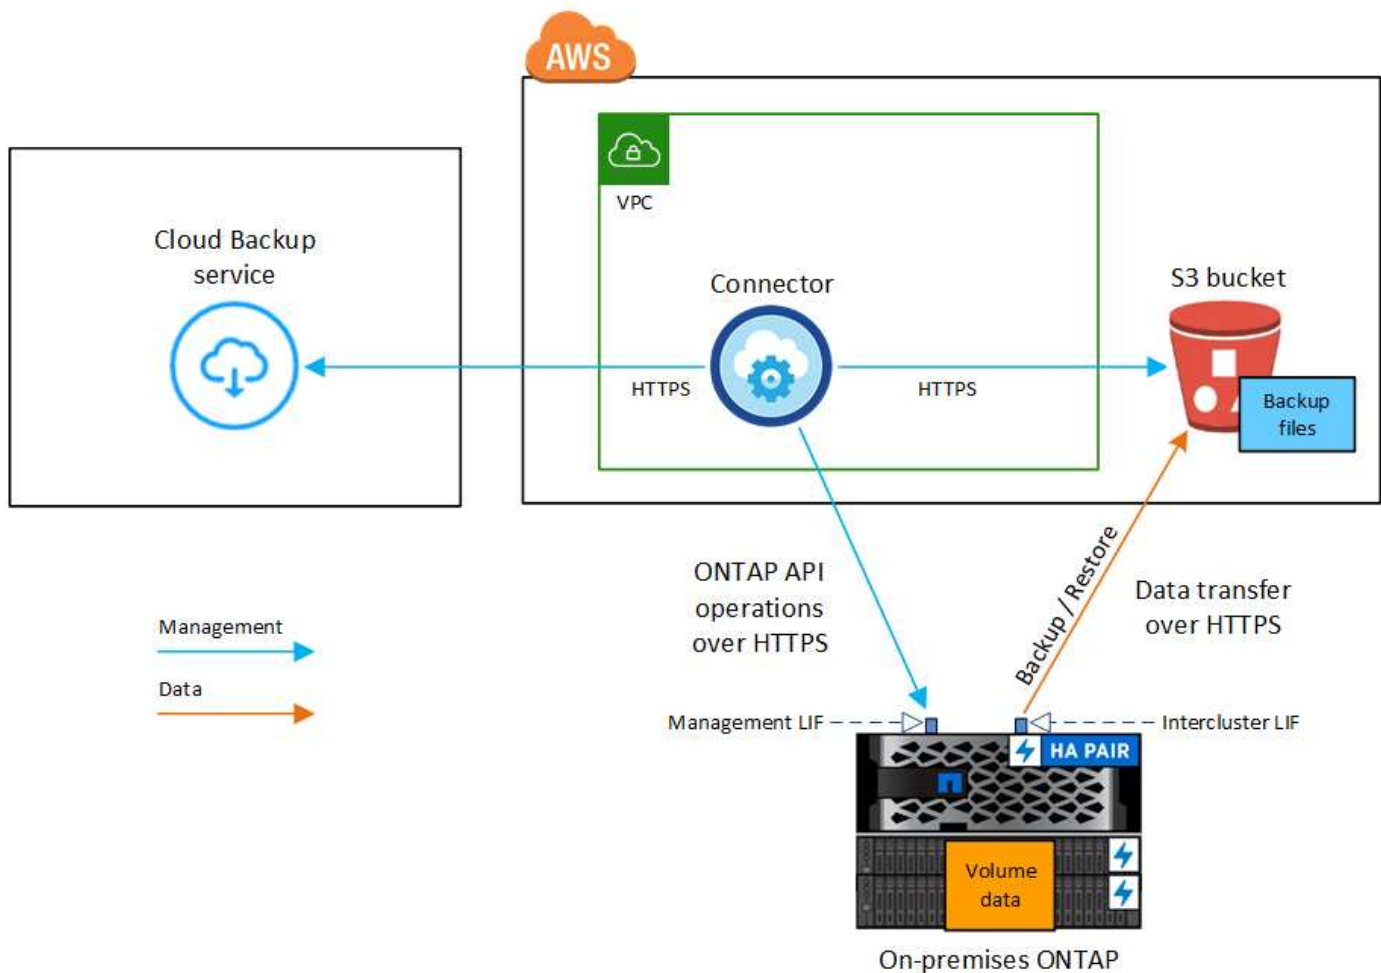 AWS
VPC
Cloud Backup
service
Connector
S3 bucket
HTTPS
HTTPS
Backup
files
ONTAP API
operations
over HTTPS
Backup / Restore
Data transfer
over HTTPS
Management
Data
Management LIF
Intercluster LIF
HA PAIR
Volume
data
On-premises ONTAP